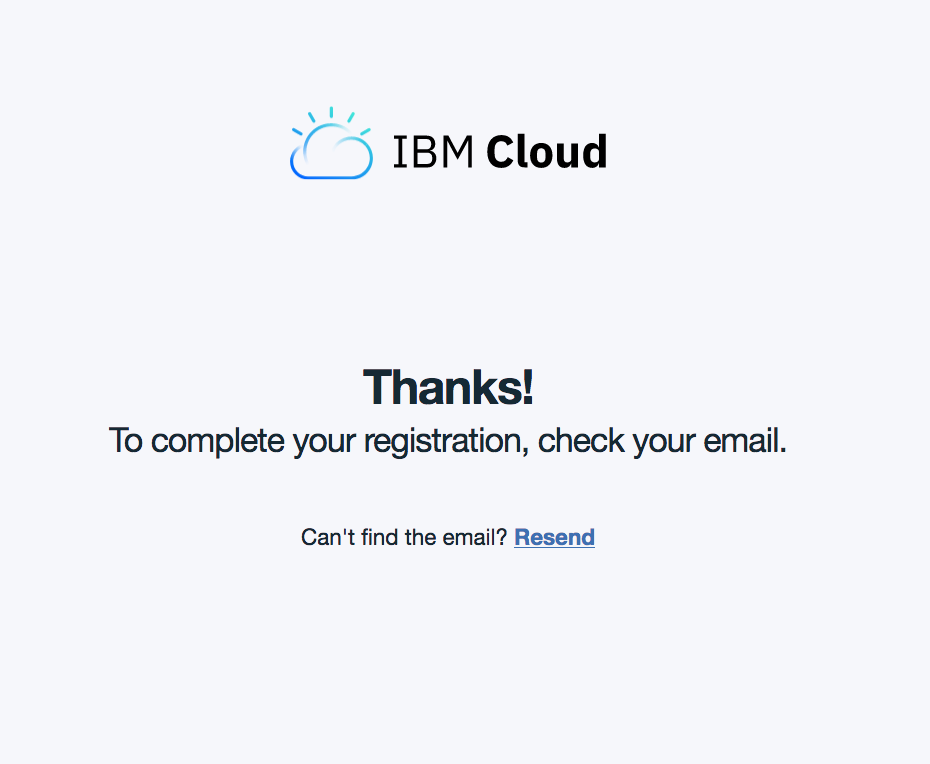 IBM Cloud
Thanks!
To complete your registration, check your email.
Can't find the email? Resend